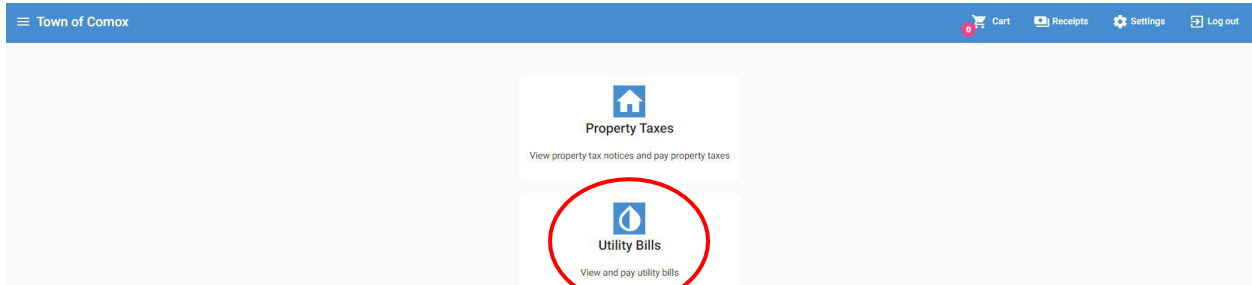 Town of Comox
0 Cart Receipts Settings Log out
Property Taxes
View property tax notices and pay property taxes
Utility Bills
View and pay utility bills